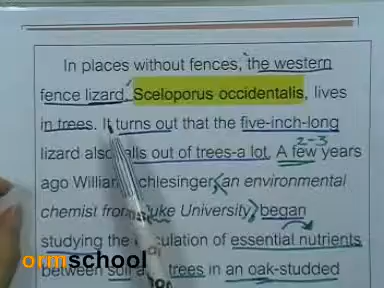 In places without fences, the western
fence lizard, Sceloporus occidentalis, lives
in trees. It turns out that the five-inch-long
2-3
lizard also falls out of trees-a lot. A few years
ago William Schlesinger (an environmental
chemist from Duke University) began
studying the circulation of essential nutrients
between soil and trees in an oak-studded
ormschool